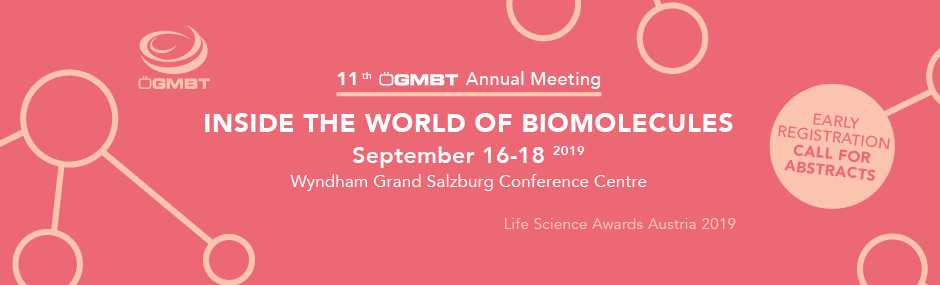 ÖGMBT
11th ÖGMBT Annual Meeting
INSIDE THE WORLD OF BIOMOLECULES
September 16-18 2019
Wyndham Grand Salzburg Conference Centre
EARLY
REGISTRATION
CALL FOR
ABSTRACTS
Life Science Awards Austria 2019